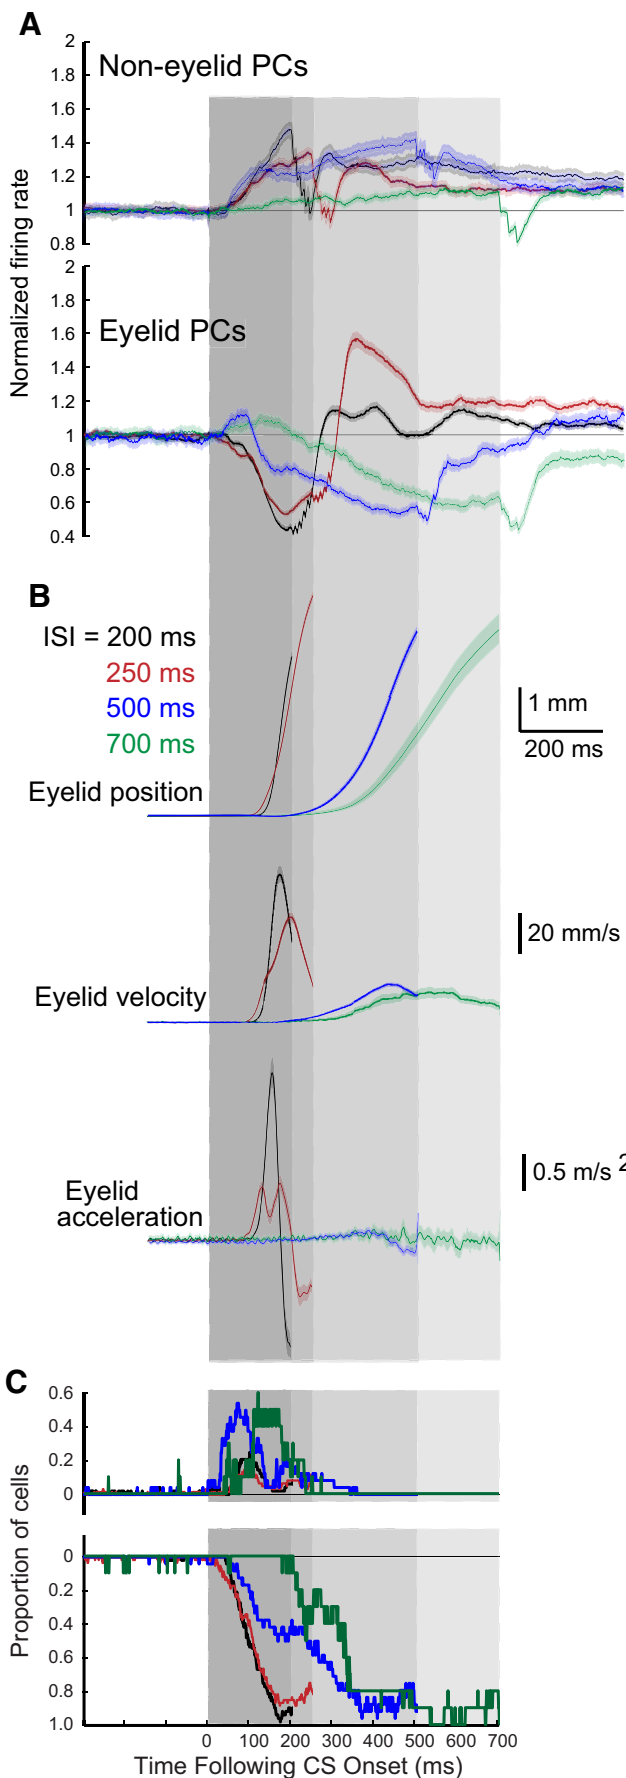 A
2
Non-eyelid PCs
1.8
1.6
1.4
1.2
1
0.8
Normalized firing rate
2
1.8
Eyelid PCs
1.6
1.4
1.2
1
0.8
0.6
0.4
B
ISI = 200 ms
250 ms
500 ms
700 ms
1 mm
200 ms
Eyelid position
20 mm/s
Eyelid velocity
0.5 m/s 2
Eyelid
acceleration
C
0.6
0.4
0.2
0
Proportion of cells
0
0.2
0.4
0.6
0.8
1.0
0 100 200 300 400 500 600 700
Time Following CS Onset (ms)